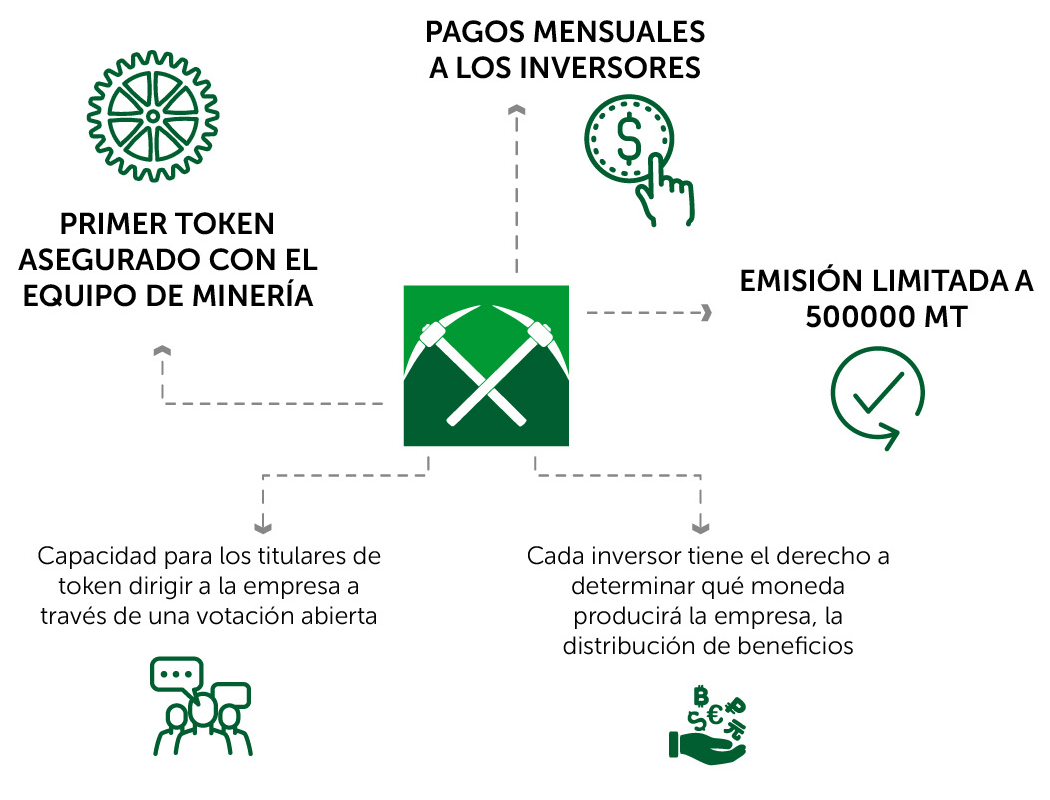 PAGOS MENSUALES
A LOS INVERSORES
PRIMER TOKEN
ASEGURADO CON EL
EQUIPO DE MINERÍA
EMISIÓN LIMITADA A
500000 MT
Capacidad para los titulares de
token dirigir a la empresa a
través de una votación abierta
Cada inversor tiene el derecho a
determinar qué moneda
producirá la empresa, la
distribución de beneficios